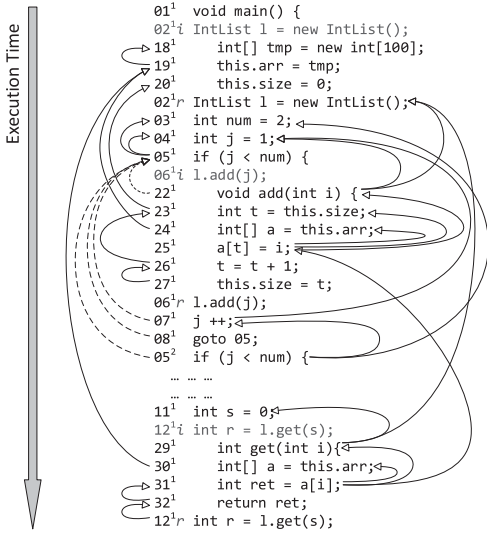 Execution Time
01¹ void main() {
02¹i IntList l = new IntList();
18¹ int[] tmp = new int[100];
19¹ this.arr = tmp;
20¹ this.size = 0;
02¹r IntList l = new IntList();
03¹ int num = 2;
04¹ int j = 1;
05¹ if (j < num) {
06¹i l.add(j);
22¹ void add(int i) {
23¹ int t = this.size;
24¹ int[] a = this.arr;
25¹ a[t] = i;
26¹ t = t + 1;
27¹ this.size = t;
06¹r l.add(j);
07¹ j ++;
08¹ goto 05;
05² if (j < num) {
… … …
… … …
11¹ int s = 0;
12¹i int r = l.get(s);
29¹ int get(int i){
30¹ int[] a = this.arr;
31¹ int ret = a[i];
32¹ return ret;
12¹r int r = l.get(s);